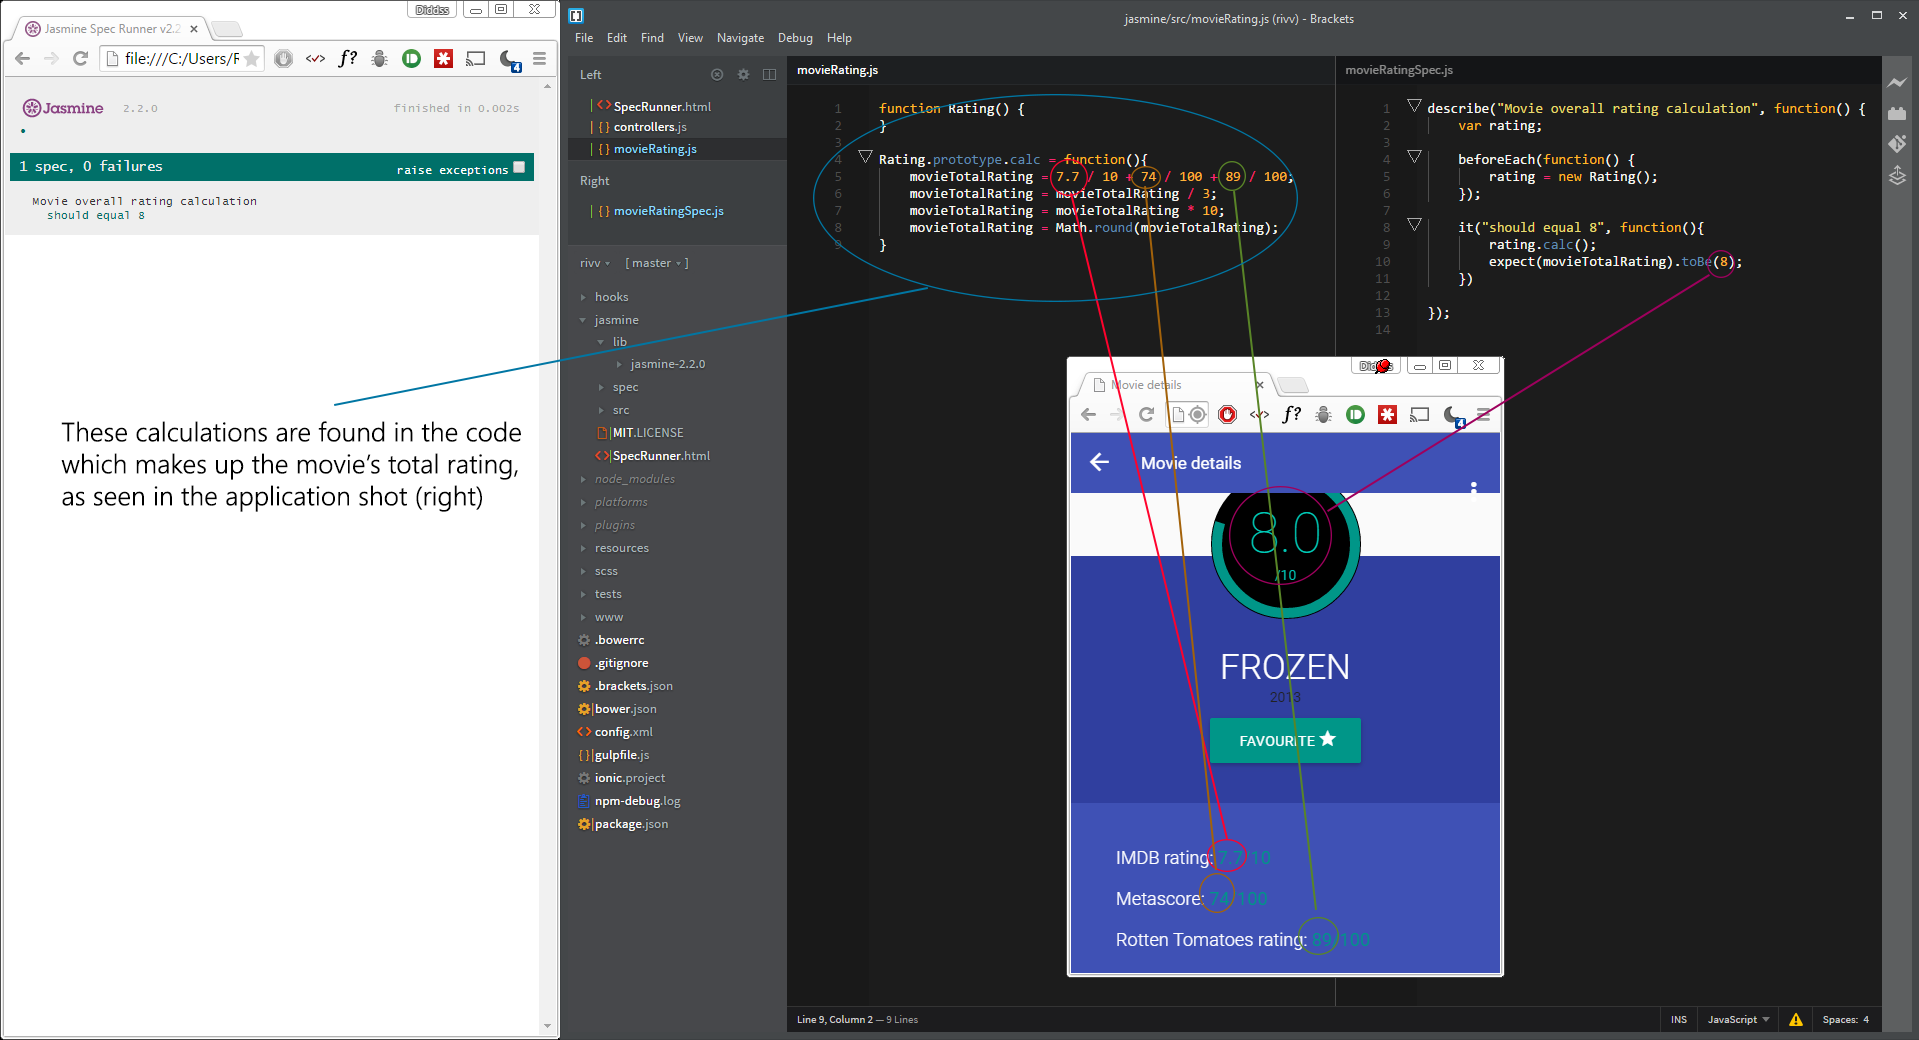 Diddss
Jasmine Spec Runner v2.2
file:///C:/Users/F
f?
4
Jasmine 2.2.0
finished in 0.002s
1 spec, 0 failures
raise exceptions
Movie overall rating calculation
should equal 8
These calculations are found in the code
which makes up the movie’s total rating,
as seen in the application shot (right)
jasmine/src/movieRating.js (rivv) - Brackets
File Edit Find View Navigate Debug Help
Left
<> SpecRunner.html
{} controllers.js
{} movieRating.js
Right
{} movieRatingSpec.js
rivv [ master ]
hooks
jasmine
lib
jasmine-2.2.0
spec
src
MIT.LICENSE
<> SpecRunner.html
node_modules
platforms
plugins
resources
scss
tests
www
.bowerrc
.gitignore
.brackets.json
bower.json
<> config.xml
{} gulpfile.js
ionic.project
npm-debug.log
package.json
movieRating.js
1 function Rating() {
2 }
3
4 Rating.prototype.calc = function(){
5 movieTotalRating = 7.7 / 10 + 74 / 100 + 89 / 100;
6 movieTotalRating = movieTotalRating / 3;
7 movieTotalRating = movieTotalRating * 10;
8 movieTotalRating = Math.round(movieTotalRating);
9 }
movieRatingSpec.js
1 describe("Movie overall rating calculation", function() {
2 var rating;
3
4 beforeEach(function() {
5 rating = new Rating();
6 });
7
8 it("should equal 8", function(){
9 rating.calc();
10 expect(movieTotalRating).toBe(8);
11 })
12
13 });
14
Movie details
f?
4
Movie details
8.0
/10
FROZEN
2013
FAVOURITE
IMDB rating: 7.7/10
Metascore: 74/100
Rotten Tomatoes rating: 89/100
Line 9, Column 2 — 9 Lines
INS JavaScript Spaces: 4